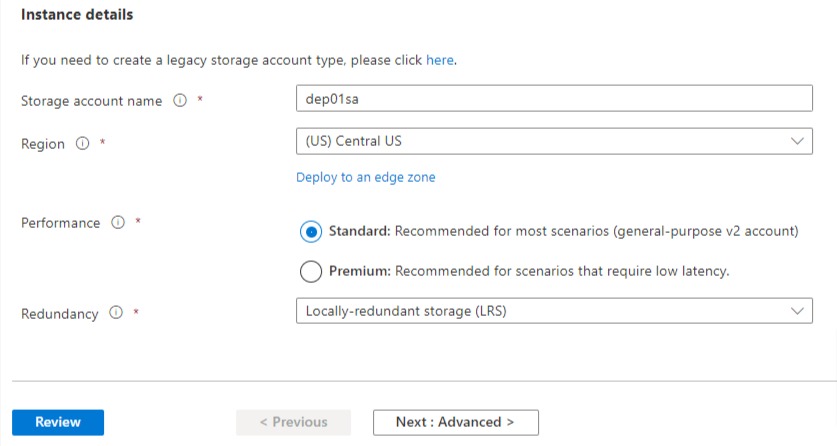 Instance details
If you need to create a legacy storage account type, please click here.
Storage account name ⓘ *
dep01sa
Region ⓘ *
(US) Central US
Deploy to an edge zone
Performance ⓘ *
Standard: Recommended for most scenarios (general-purpose v2 account)
Premium: Recommended for scenarios that require low latency.
Redundancy ⓘ *
Locally-redundant storage (LRS)
Review
< Previous
Next : Advanced >